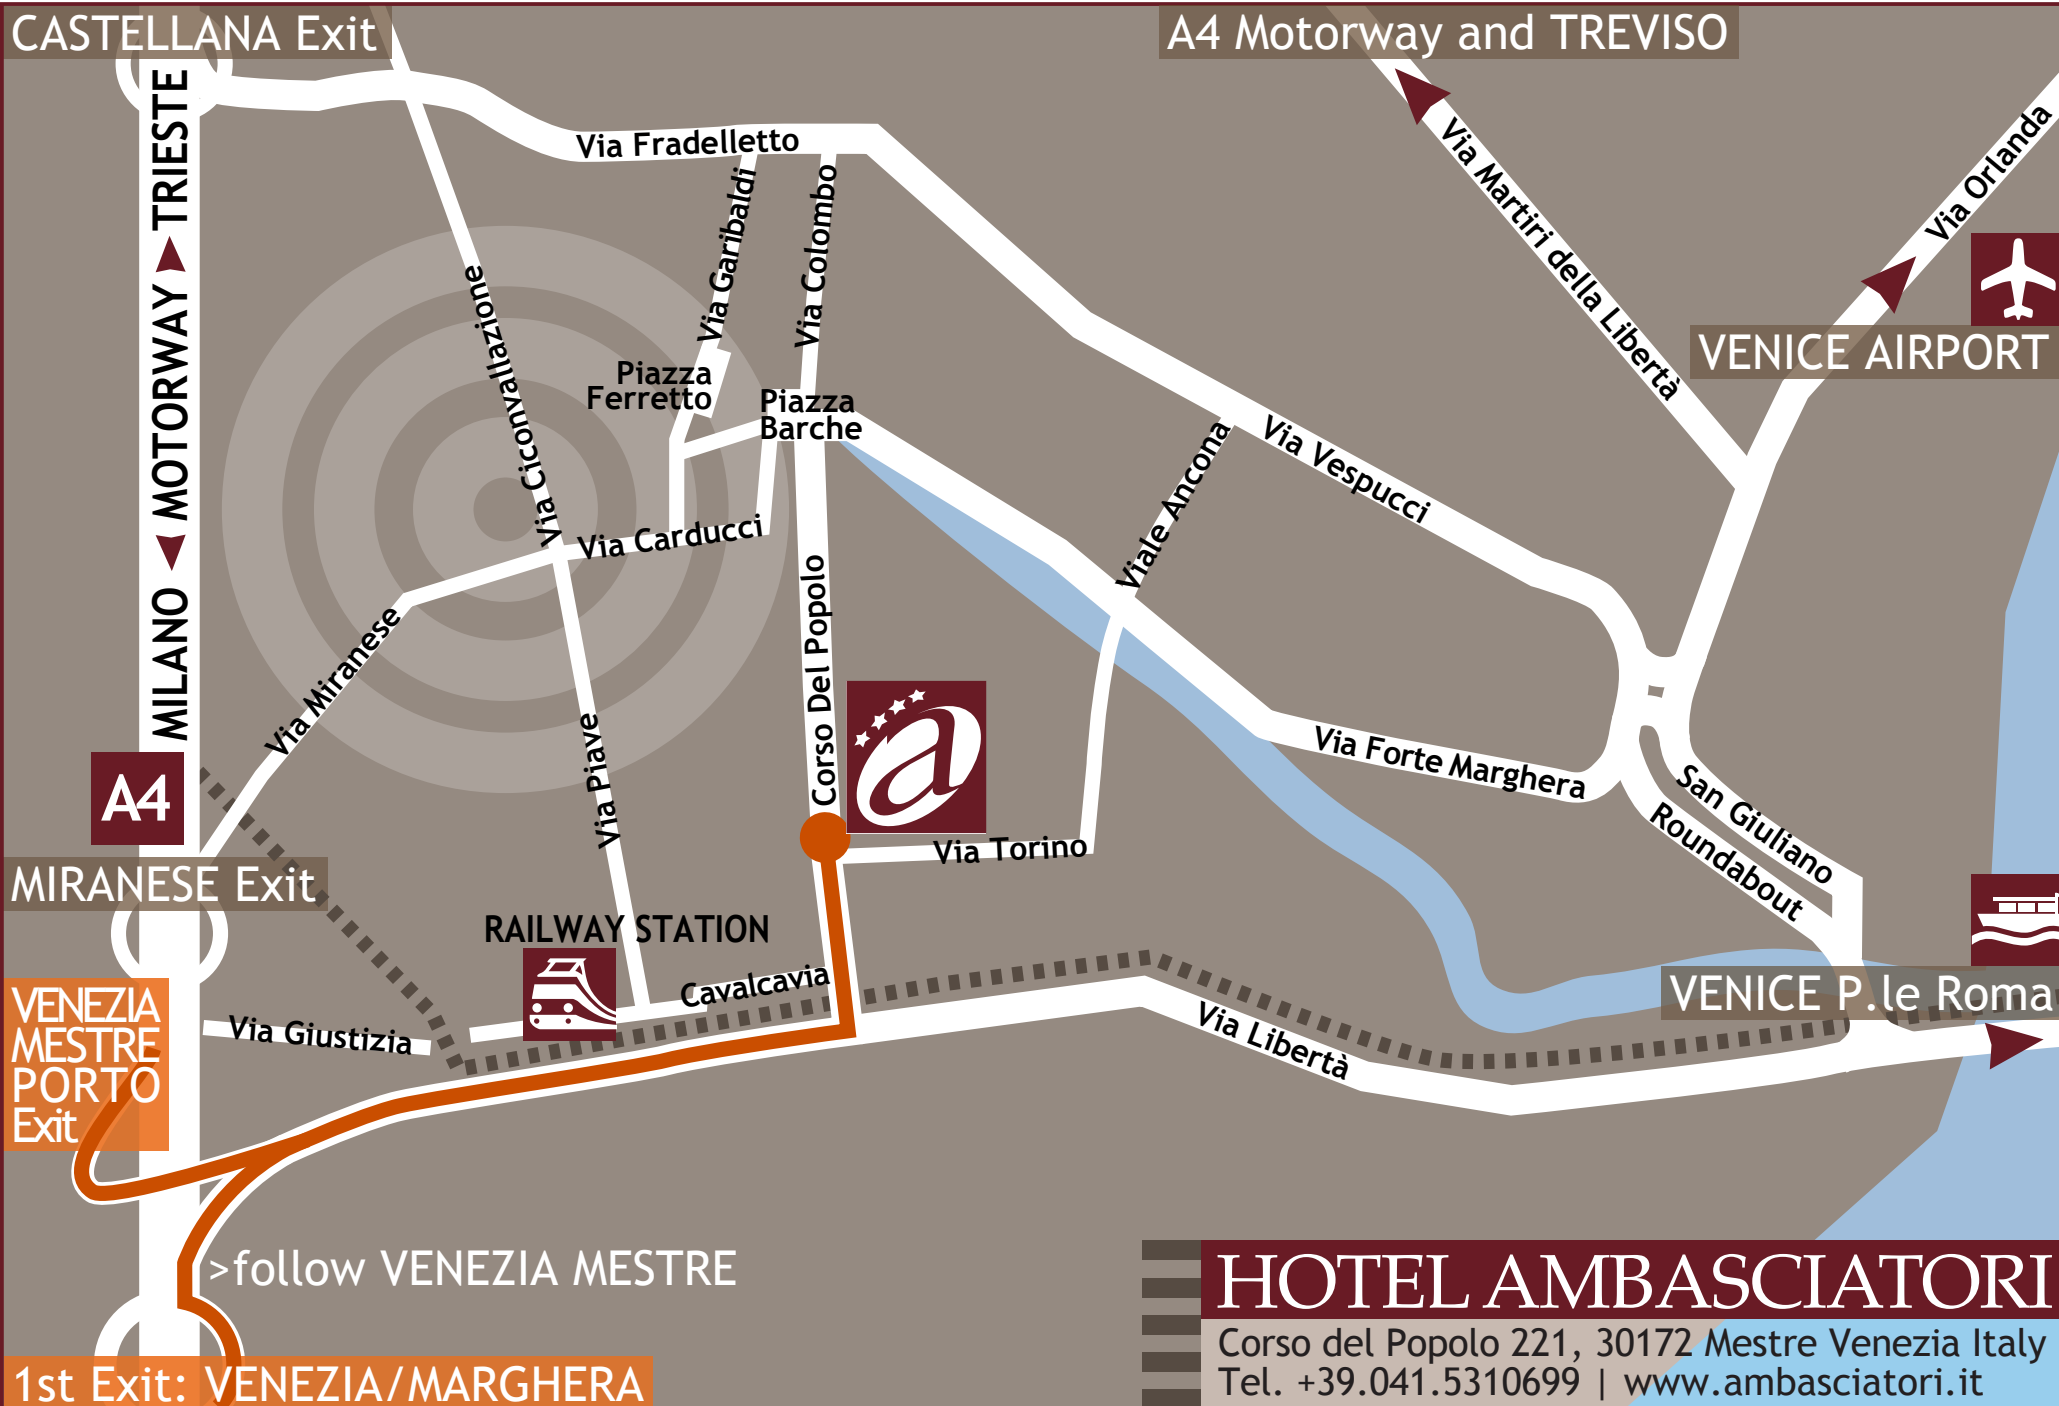 CASTELLANA Exit
A4 Motorway and TREVISO
MILANO
MOTORWAY
TRIESTE
Via Fradelletto
Via Garibaldi
Via Colombo
Via Ciconvallazione
Via Martiri della Libertà
Via Orlanda
VENICE AIRPORT
Piazza
Ferretto
Piazza
Barche
Via Vespucci
Viale Ancona
Via Carducci
Corso Del Popolo
Via Miranese
Via Piave
a
A4
MIRANESE Exit
Via Torino
Via Forte Marghera
San Giuliano
Roundabout
RAILWAY STATION
Cavalcavia
Via Giustizia
Via Libertà
VENICE P.le Roma
VENEZIA
MESTRE
PORTO
Exit
>follow VENEZIA MESTRE
1st Exit: VENEZIA/MARGHERA
HOTEL AMBASCIATORI
Corso del Popolo 221, 30172 Mestre Venezia Italy
Tel. +39.041.5310699 | www.ambasciatori.it